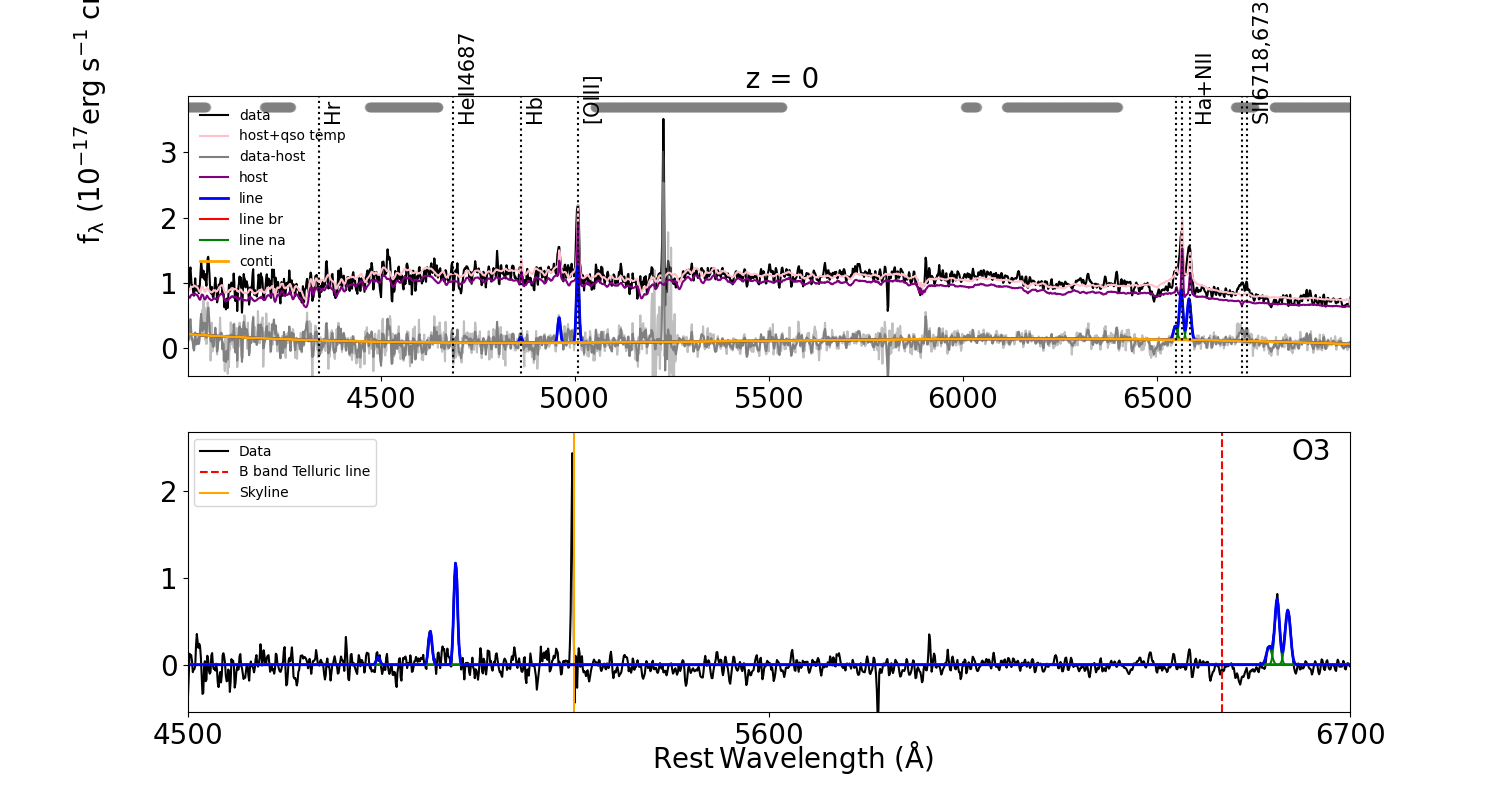 z = 0
f_λ (10^−17 erg s^−1
Hr
HeII4687
Hb
[OIII]
Ha+NII
SII6718,673
data
host+qso temp
data-host
host
line
line br
line na
conti
3
2
1
0
4500 5000 5500 6000 6500
Data
B band Telluric line
Skyline
O3
2
1
0
4500 5600 6700
Rest Wavelength (Å)